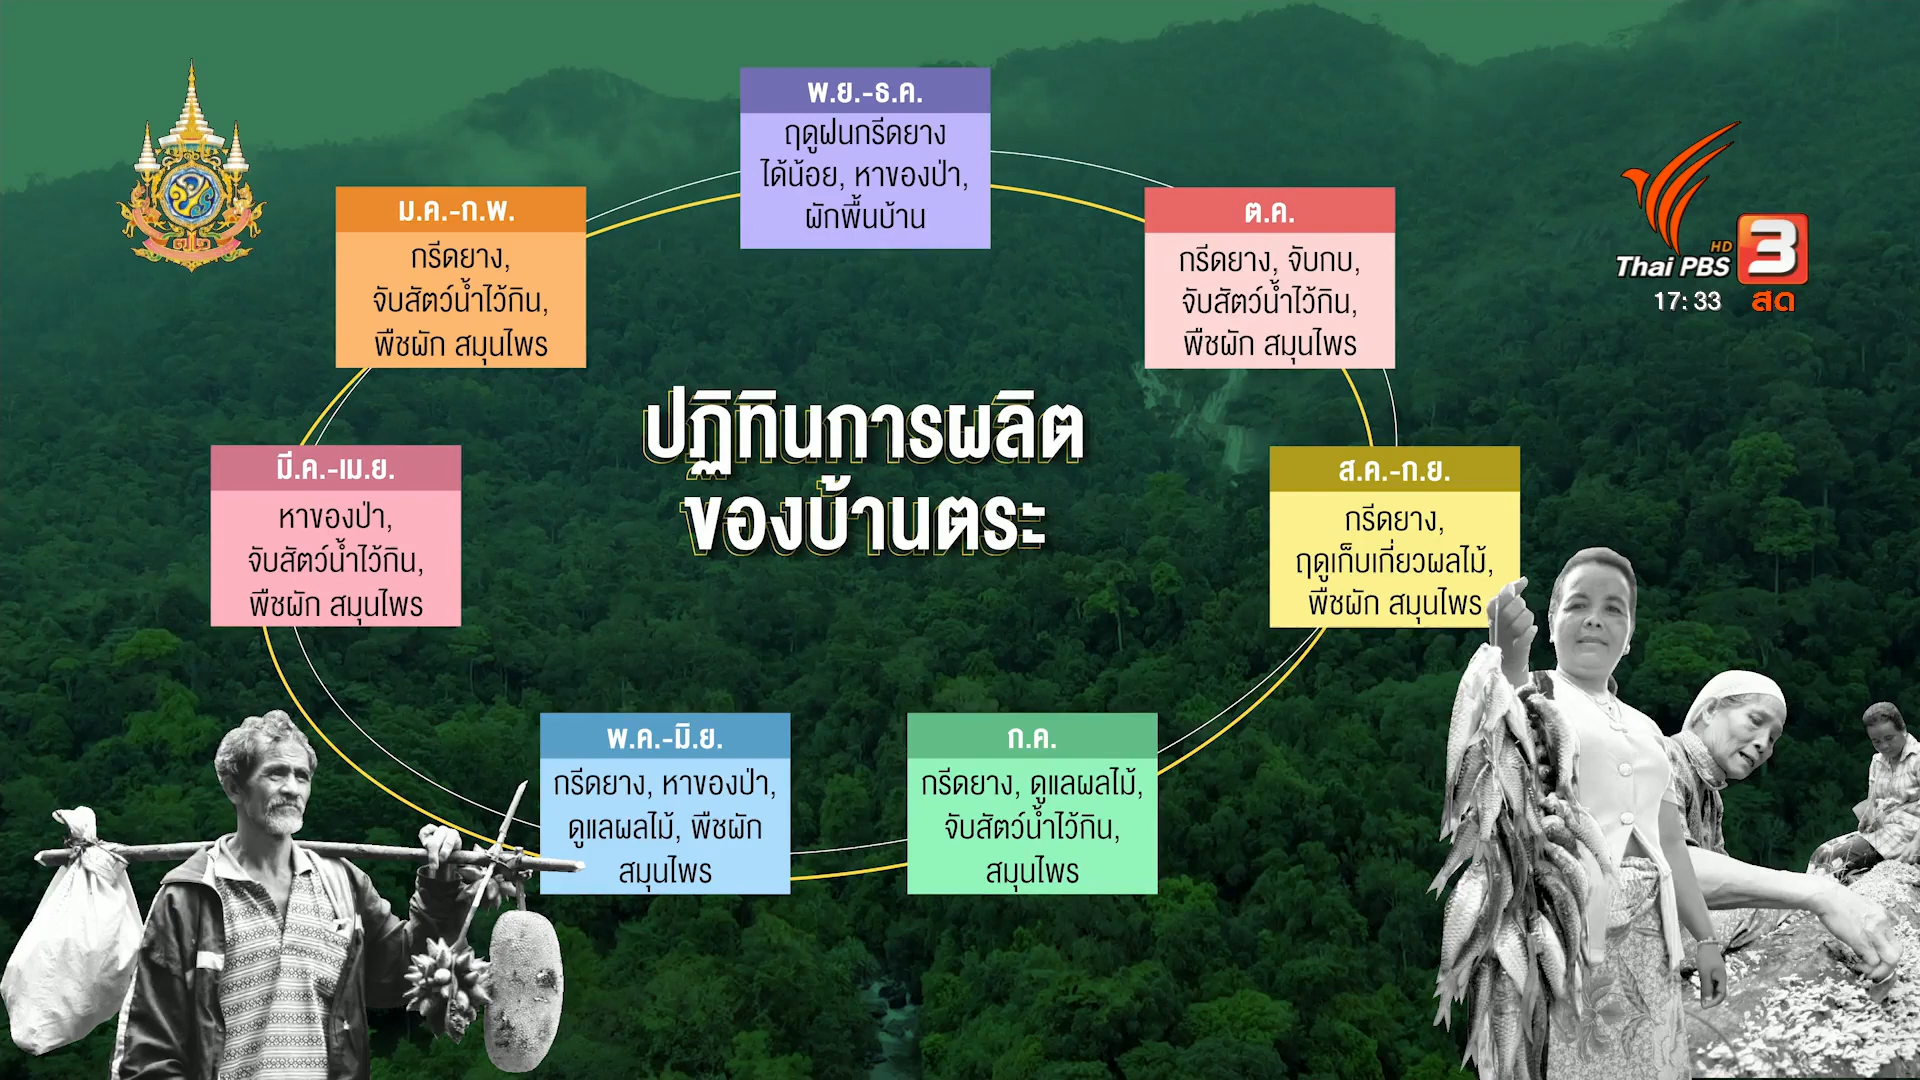 พ.ย.-ธ.ค.
ฤดูฝนกรีดยาง
ได้น้อย, หาของป่า,
ผักพื้นบ้าน
ม.ค.-ก.พ.
กรีดยาง,
จับสัตว์น้ำไว้กิน,
พืชผัก สมุนไพร
ต.ค.
กรีดยาง, จับกบ,
จับสัตว์น้ำไว้กิน,
พืชผัก สมุนไพร
HD
Thai PBS 3
17:33 สด
ปฏิทินการผลิต
ของบ้านตระ
มี.ค.-เม.ย.
หาของป่า,
จับสัตว์น้ำไว้กิน,
พืชผัก สมุนไพร
ส.ค.-ก.ย.
กรีดยาง,
ฤดูเก็บเกี่ยวผลไม้,
พืชผัก สมุนไพร
พ.ค.-มิ.ย.
กรีดยาง, หาของป่า,
ดูแลผลไม้, พืชผัก
สมุนไพร
ก.ค.
กรีดยาง, ดูแลผลไม้,
จับสัตว์น้ำไว้กิน,
สมุนไพร